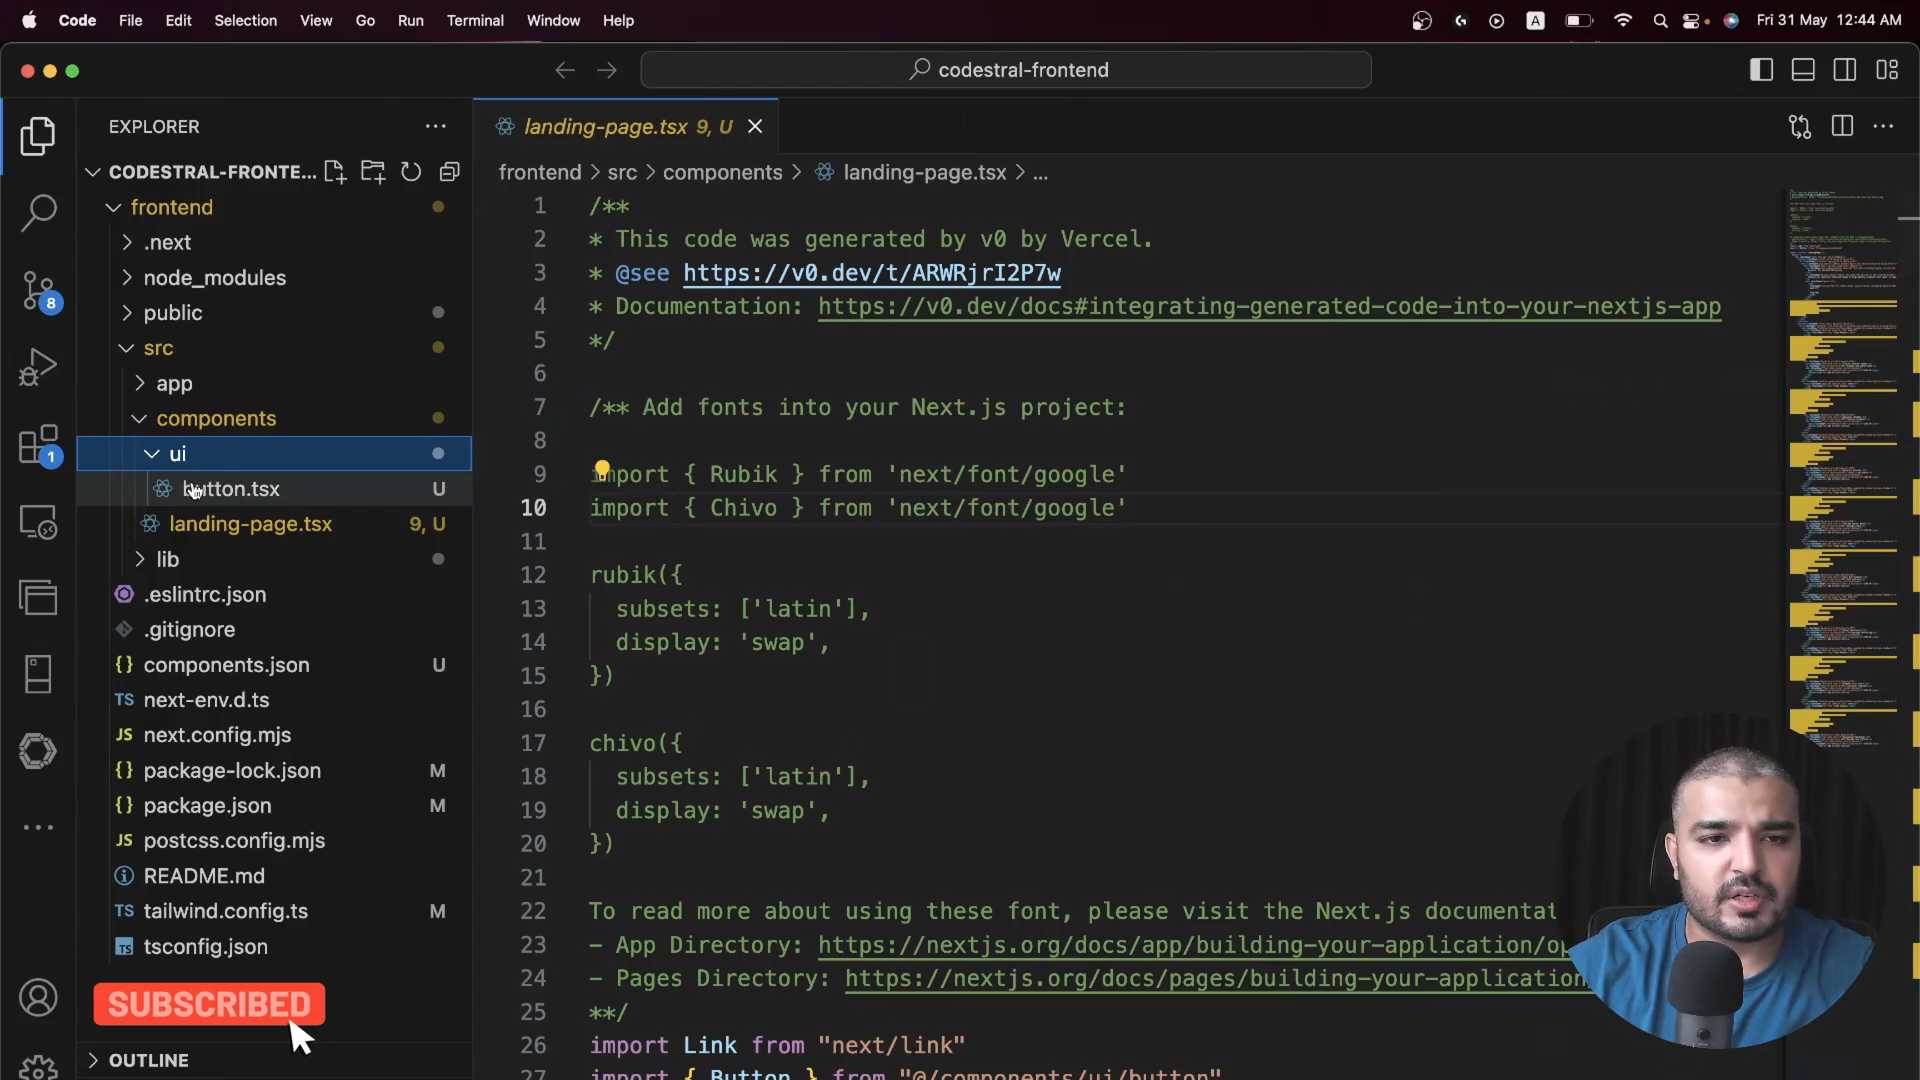 Code File Edit Selection View Go Run Terminal Window Help
A
Fri 31 May 12:44 AM
codestral-frontend
EXPLORER
CODESTRAL-FRONTE...
frontend
.next
node_modules
public
src
app
components
ui
button.tsx U
landing-page.tsx 9, U
lib
.eslintrc.json
.gitignore
{} components.json U
TS next-env.d.ts
JS next.config.mjs
{} package-lock.json M
{} package.json M
JS postcss.config.mjs
README.md
TS tailwind.config.ts M
TS tsconfig.json
SUBSCRIBED
OUTLINE
8
1
landing-page.tsx 9, U
frontend > src > components > landing-page.tsx > ...
1 /**
2 * This code was generated by v0 by Vercel.
3 * @see https://v0.dev/t/ARWRjrI2P7w
4 * Documentation: https://v0.dev/docs#integrating-generated-code-into-your-nextjs-app
5 */
6
7 /** Add fonts into your Next.js project:
8
9 import { Rubik } from 'next/font/google'
10 import { Chivo } from 'next/font/google'
11
12 rubik({
13 subsets: ['latin'],
14 display: 'swap',
15 })
16
17 chivo({
18 subsets: ['latin'],
19 display: 'swap',
20 })
21
22 To read more about using these font, please visit the Next.js documentat
23 - App Directory: https://nextjs.org/docs/app/building-your-application/op
24 - Pages Directory: https://nextjs.org/docs/pages/building-your-application
25 **/
26 import Link from "next/link"
27 import { Button } from "@/components/ui/button"